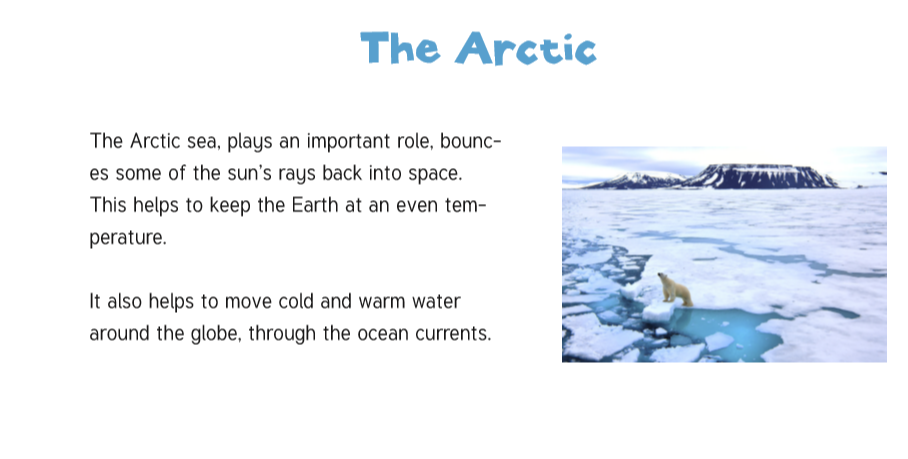 The Arctic
The Arctic sea, plays an important role, bounc-
es some of the sun's rays back into space.
This helps to keep the Earth at an even tem-
perature.
It also helps to move cold and warm water
around the globe, through the ocean currents.